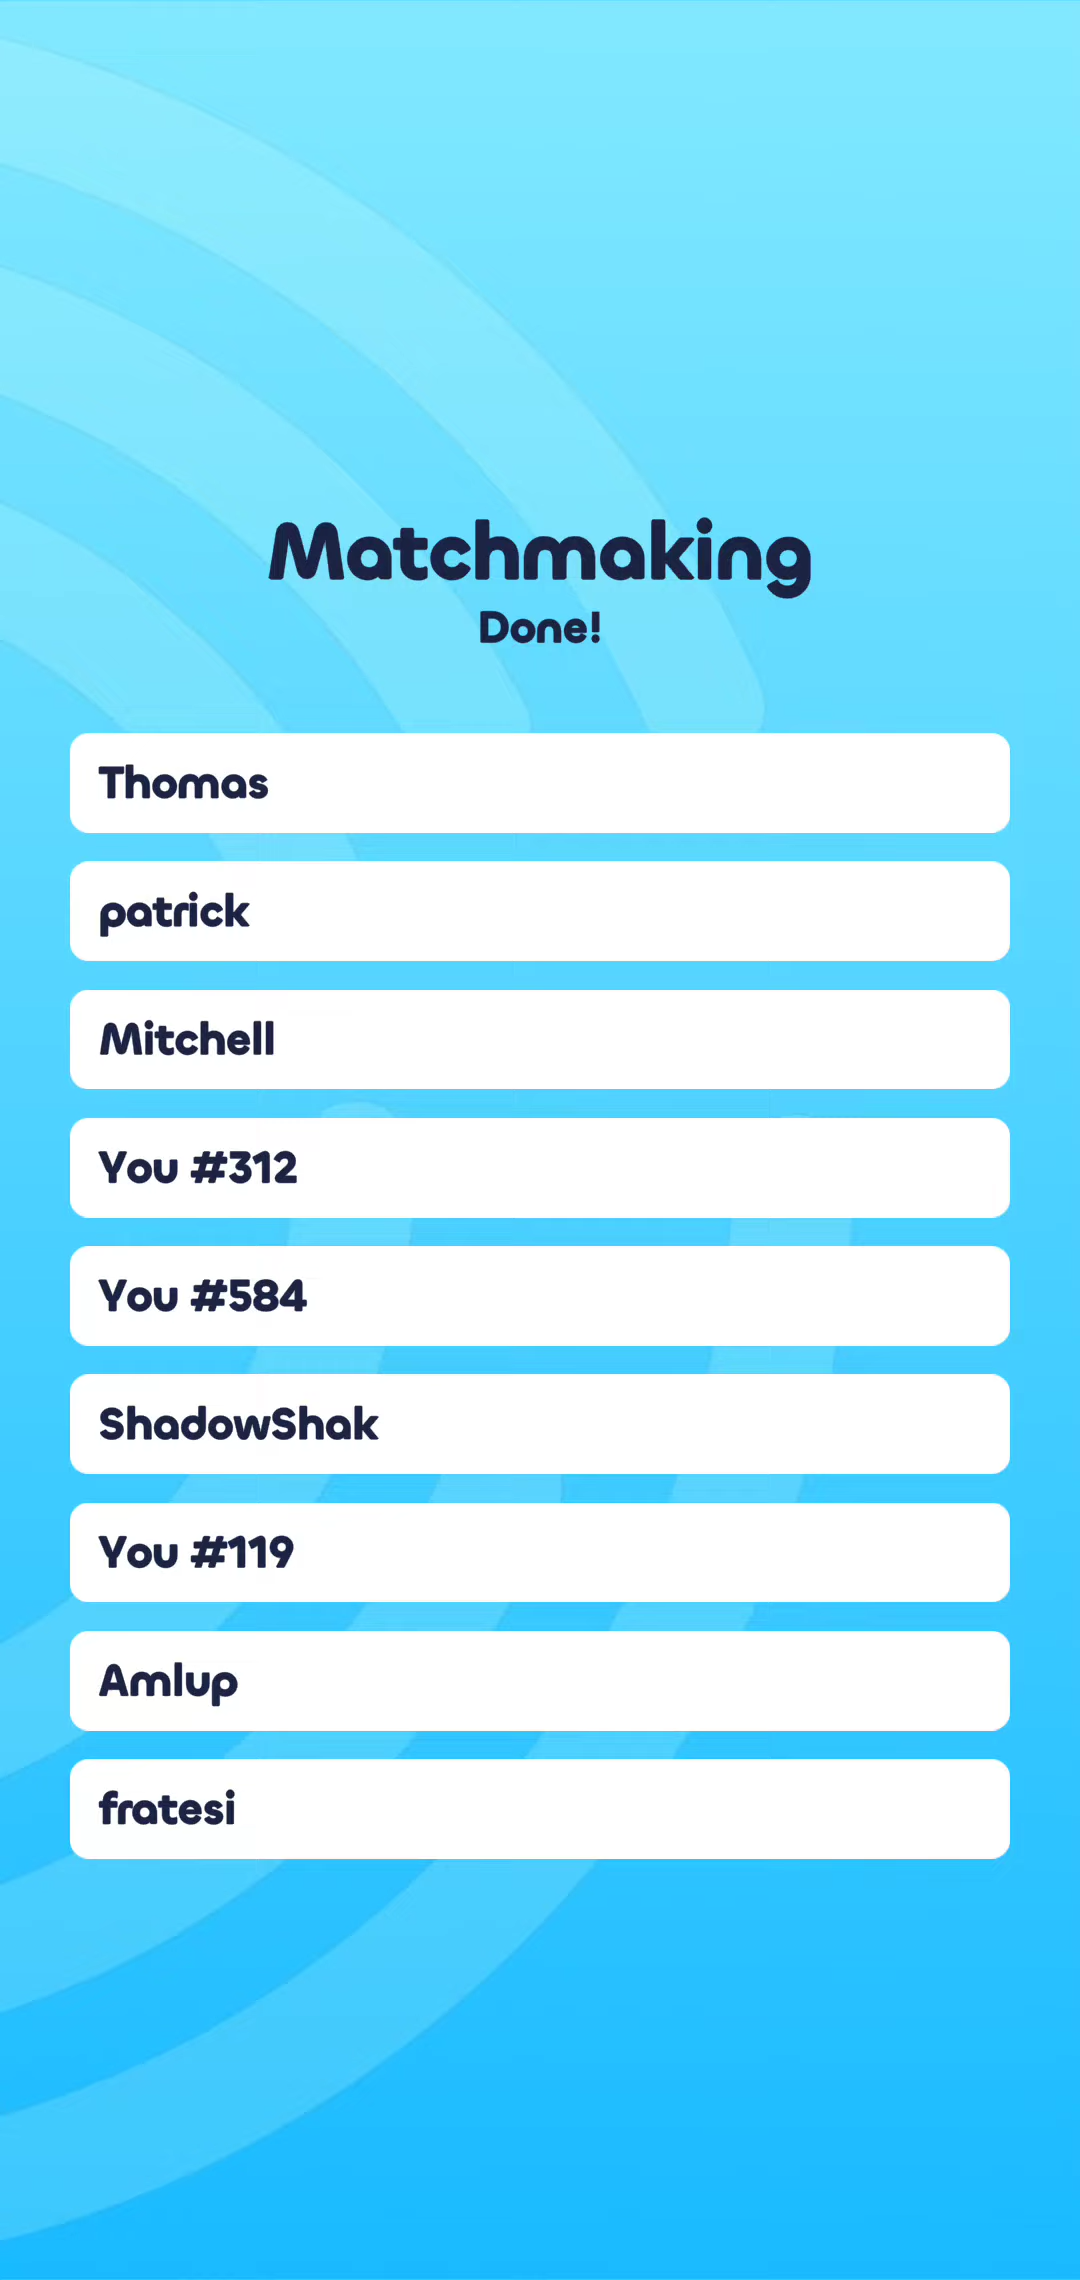 Matchmaking
Done!
Thomas
patrick
Mitchell
You #312
You #584
ShadowShak
You #119
Amlup
fratesi